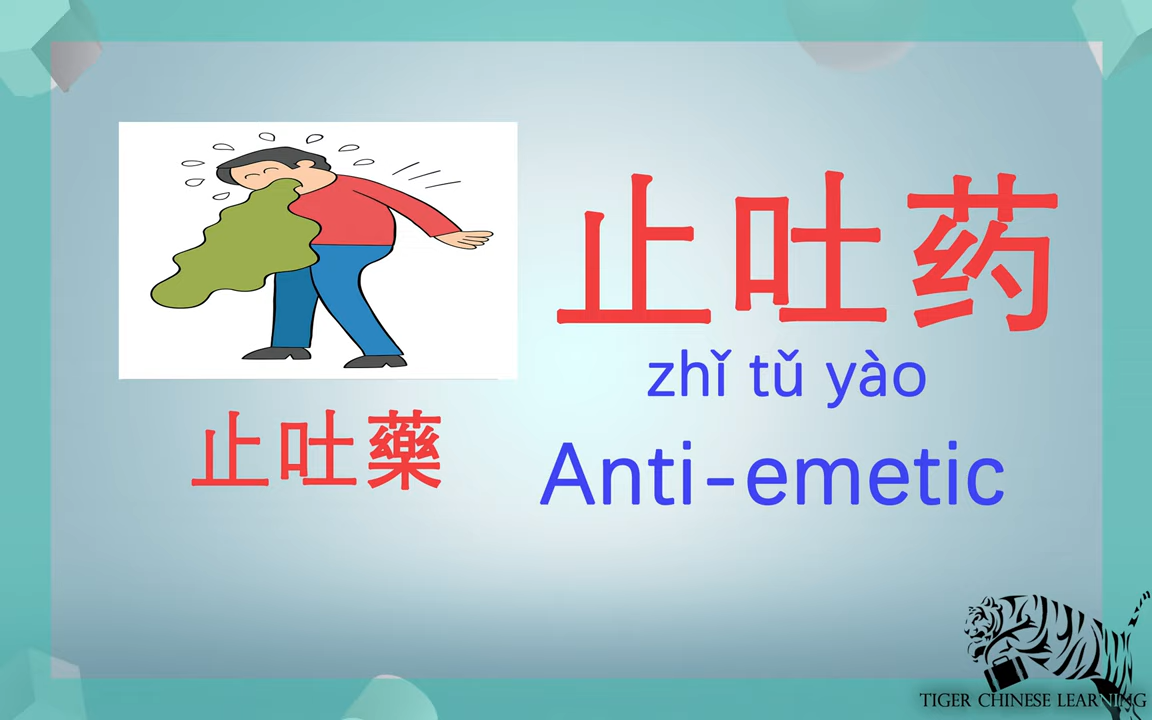 止吐药
zhǐ tǔ yào
Anti-emetic
止吐藥
TIGER CHINESE LEARNING